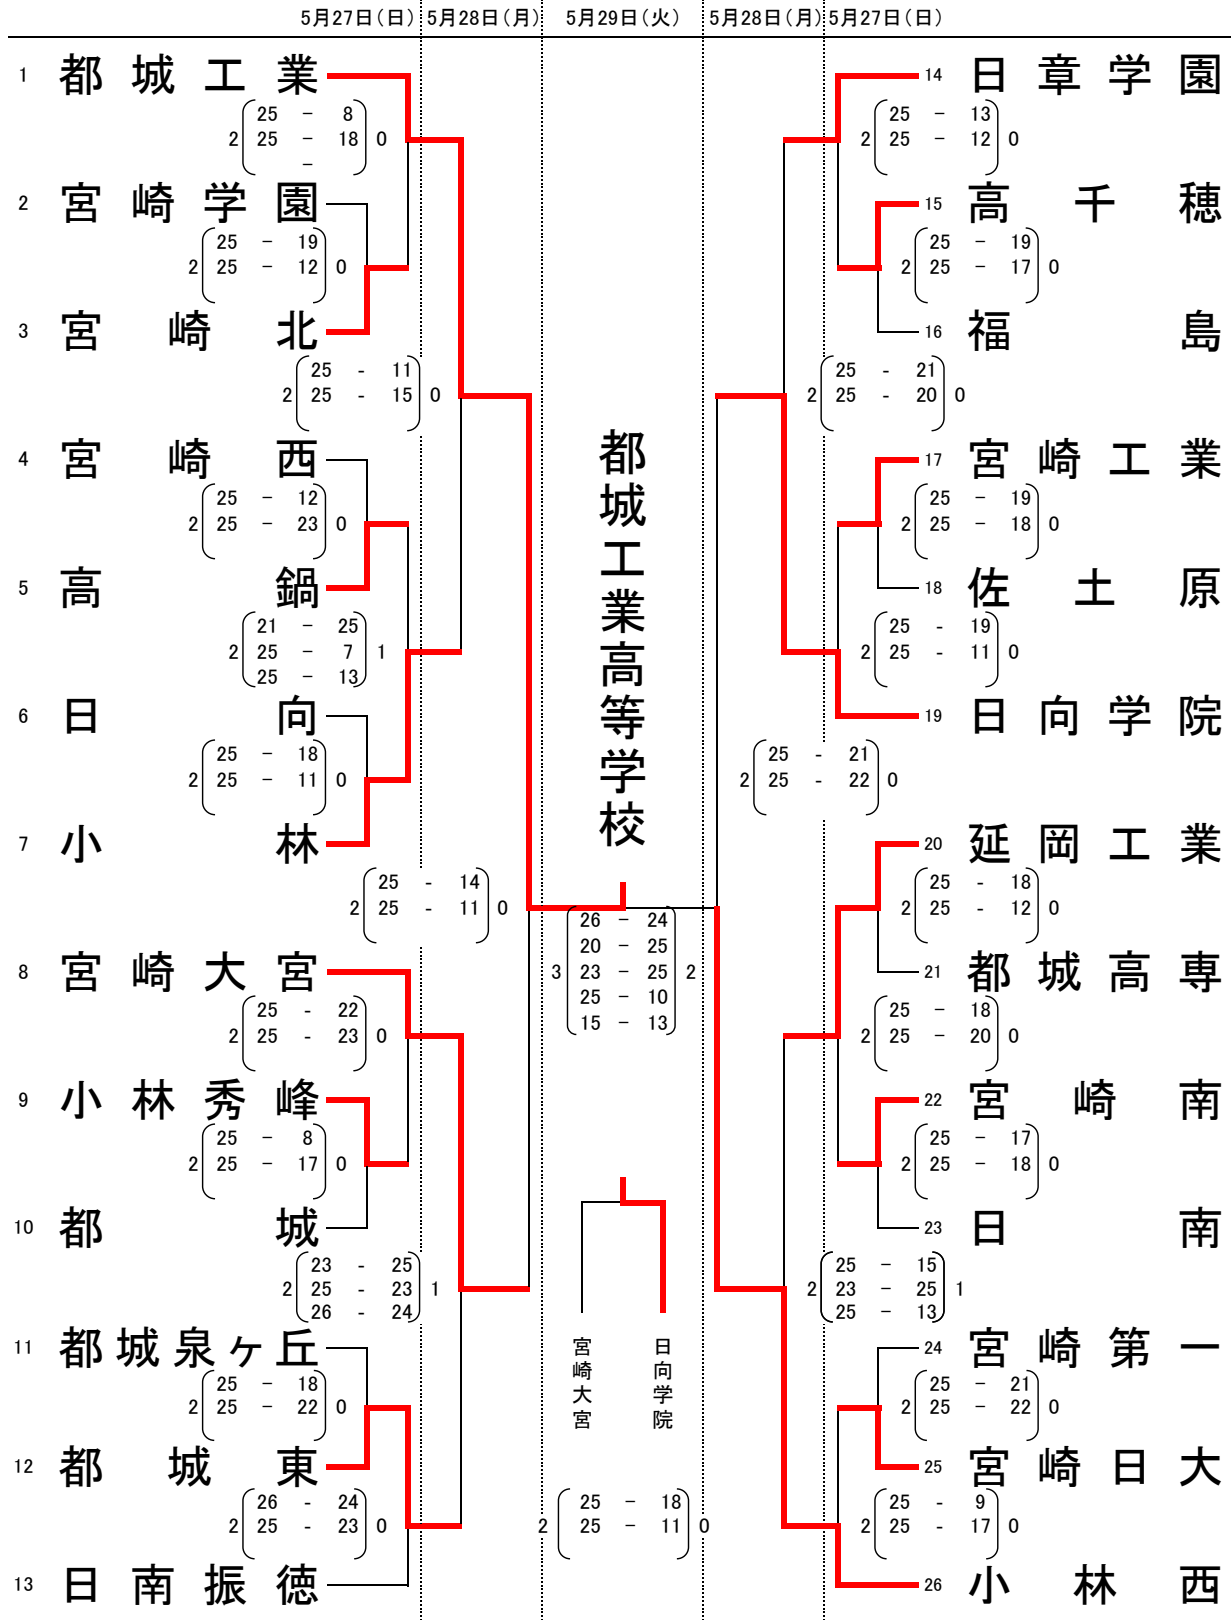 5月27日(日) 5月28日(月) 5月29日(火) 5月28日(月) 5月27日(日)
1 都城工業
25 - 8
2 25 - 18 0
-
2 宮崎学園
25 - 19
2 25 - 12 0
3 宮崎北
25 - 11
2 25 - 15 0
4 宮崎西
25 - 12
2 25 - 23 0
5 高鍋
21 - 25
2 25 - 7 1
25 - 13
6 日向
25 - 18
2 25 - 11 0
7 小林
25 - 14
2 25 - 11 0
8 宮崎大宮
25 - 22
2 25 - 23 0
9 小林秀峰
25 - 8
2 25 - 17 0
10 都城
23 - 25
2 25 - 23 1
26 - 24
11 都城泉ヶ丘
25 - 18
2 25 - 22 0
12 都城東
26 - 24
2 25 - 23 0
13 日南振徳
都城工業高等学校
26 - 24
20 - 25
3 23 - 25 2
25 - 10
15 - 13
宮崎大宮
日向学院
25 - 18
2 25 - 11 0
14 日章学園
25 - 13
2 25 - 12 0
15 高千穂
25 - 19
2 25 - 17 0
16 福島
25 - 21
2 25 - 20 0
17 宮崎工業
25 - 19
2 25 - 18 0
18 佐土原
25 - 19
2 25 - 11 0
19 日向学院
25 - 21
2 25 - 22 0
20 延岡工業
25 - 18
2 25 - 12 0
21 都城高専
25 - 18
2 25 - 20 0
22 宮崎南
25 - 17
2 25 - 18 0
23 日南
25 - 15
2 23 - 25 1
25 - 13
24 宮崎第一
25 - 21
2 25 - 22 0
25 宮崎日大
25 - 9
2 25 - 17 0
26 小林西